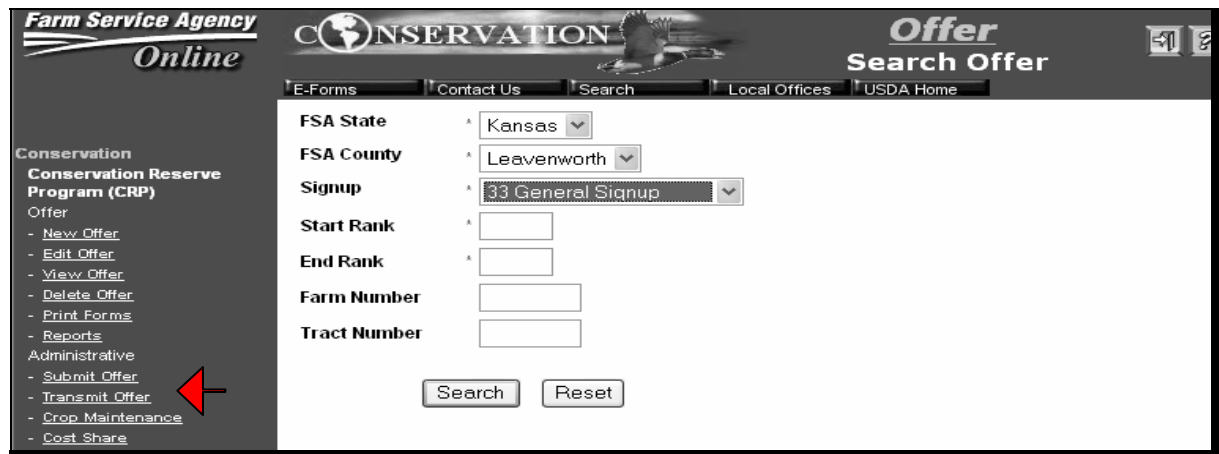 Farm Service Agency
Online
CONSERVATION
Offer
Search Offer
E-Forms Contact Us Search Local Offices USDA Home
Conservation
Conservation Reserve
Program (CRP)
Offer
- New Offer
- Edit Offer
- View Offer
- Delete Offer
- Print Forms
- Reports
Administrative
- Submit Offer
- Transmit Offer
- Crop Maintenance
- Cost Share
FSA State * Kansas
FSA County * Leavenworth
Signup * 33 General Signup
Start Rank *
End Rank *
Farm Number
Tract Number
Search Reset